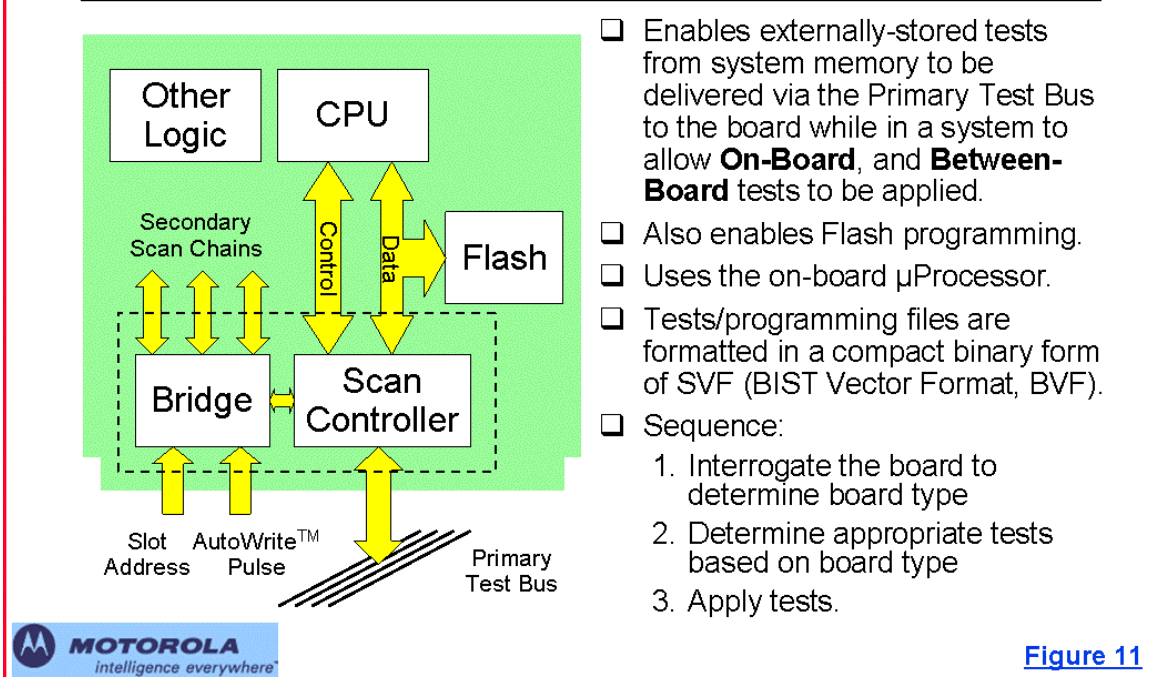 Other
Logic
CPU
Secondary
Scan Chains
Control
Data
Flash
Bridge
Scan
Controller
Slot
Address
AutoWrite™
Pulse
Primary
Test Bus
❑ Enables externally-stored tests
from system memory to be
delivered via the Primary Test Bus
to the board while in a system to
allow On-Board, and Between-
Board tests to be applied.
❑ Also enables Flash programming.
❑ Uses the on-board µProcessor.
❑ Tests/programming files are
formatted in a compact binary form
of SVF (BIST Vector Format, BVF).
❑ Sequence:
1. Interrogate the board to
determine board type
2. Determine appropriate tests
based on board type
3. Apply tests.
MOTOROLA
intelligence everywhere™
Figure 11